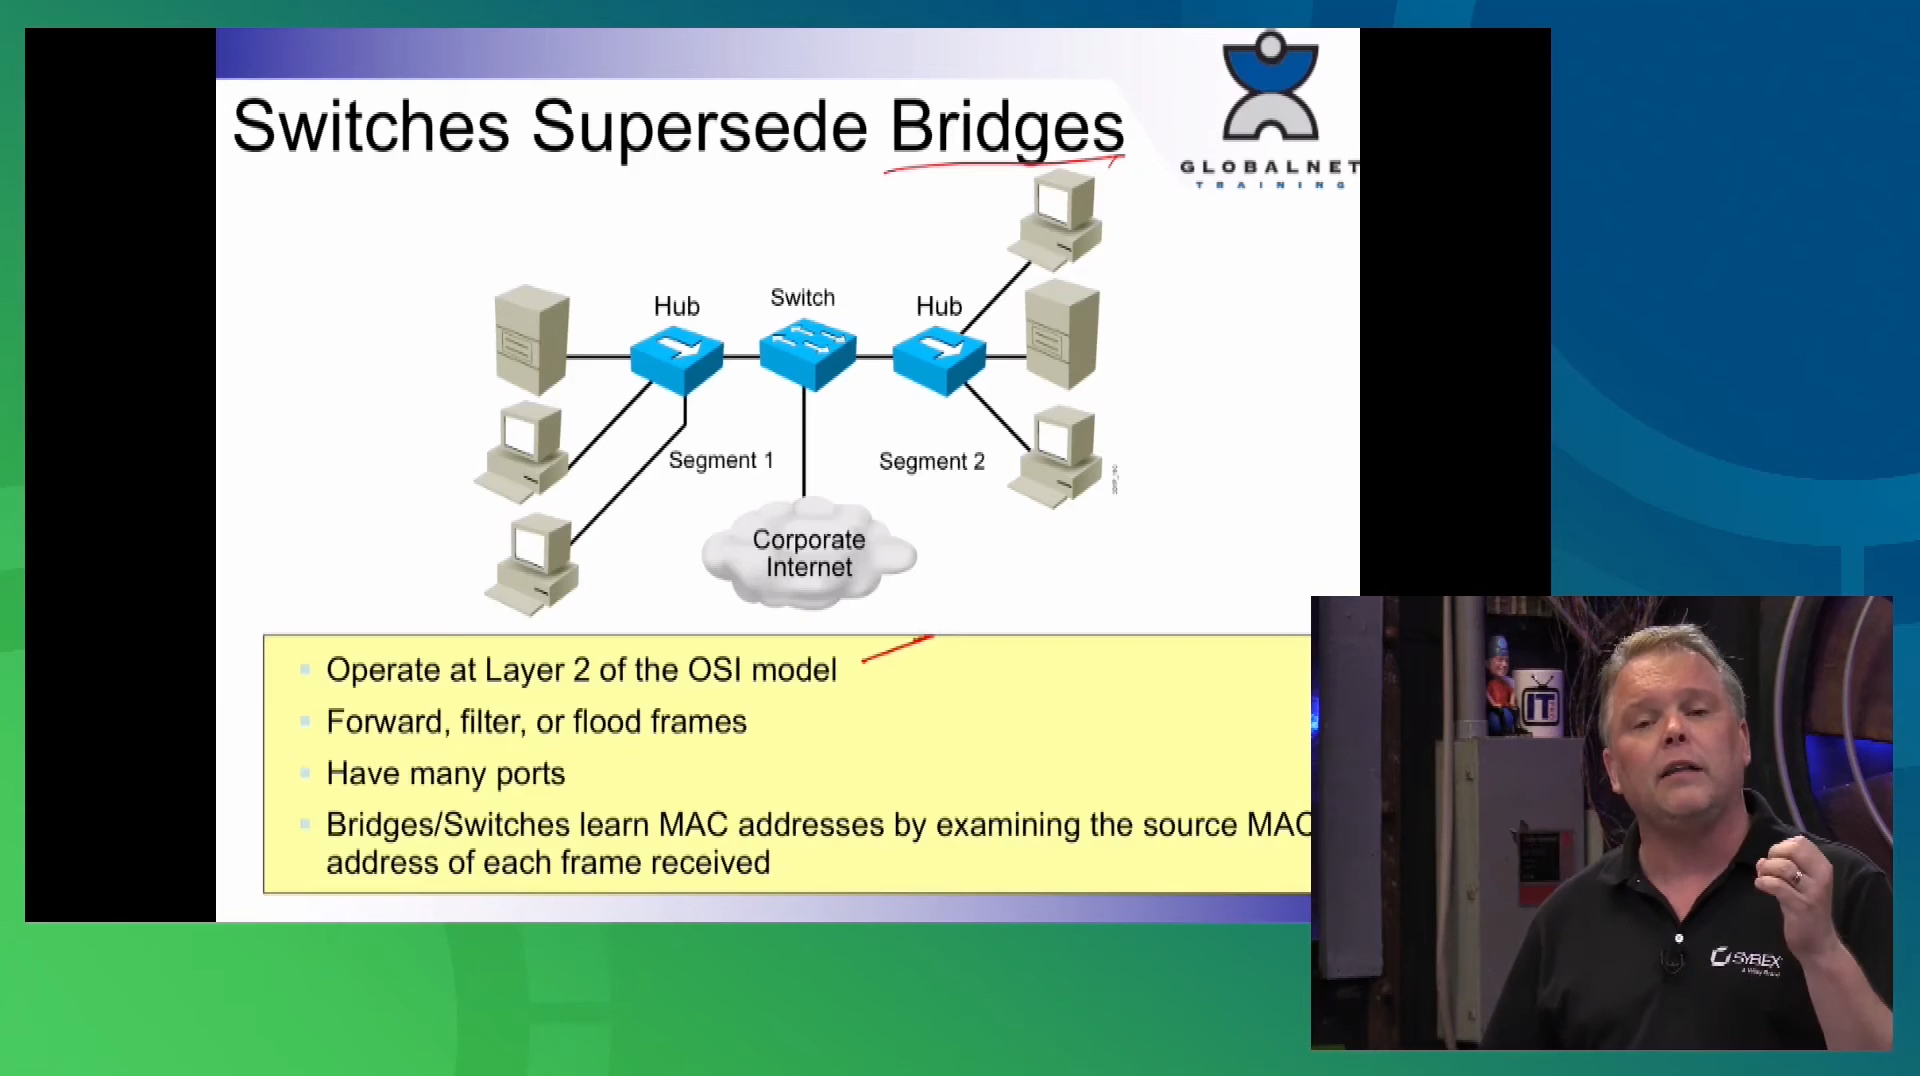 Switches Supersede Bridges
GLOBALNET
TRAINING
Hub
Switch
Hub
Segment 1
Segment 2
Corporate
Internet
Operate at Layer 2 of the OSI model
Forward, filter, or flood frames
Have many ports
Bridges/Switches learn MAC addresses by examining the source MAC
address of each frame received
IT
SYBEX
A Wiley Brand